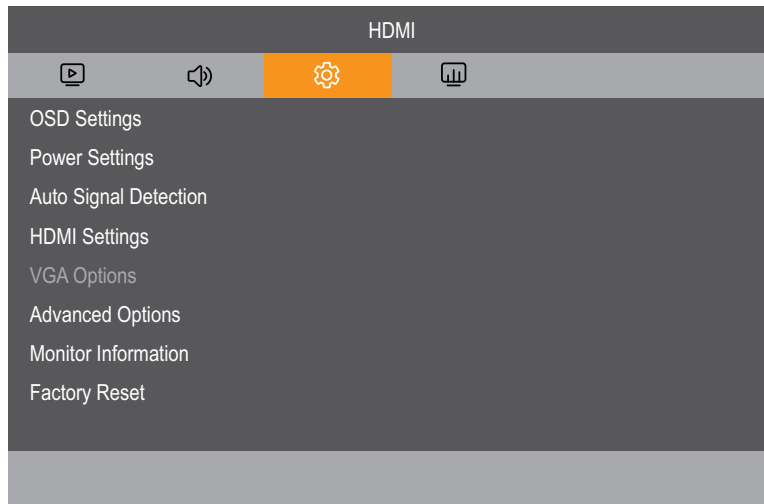 HDMI
OSD Settings
Power Settings
Auto Signal Detection
HDMI Settings
VGA Options
Advanced Options
Monitor Information
Factory Reset